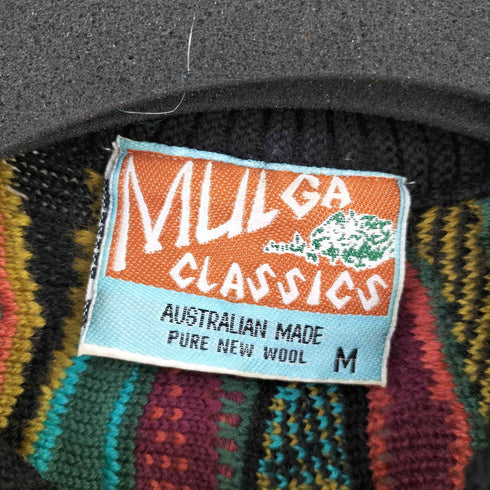 MULGA
CLASSICS
AUSTRALIAN MADE
PURE NEW WOOL M